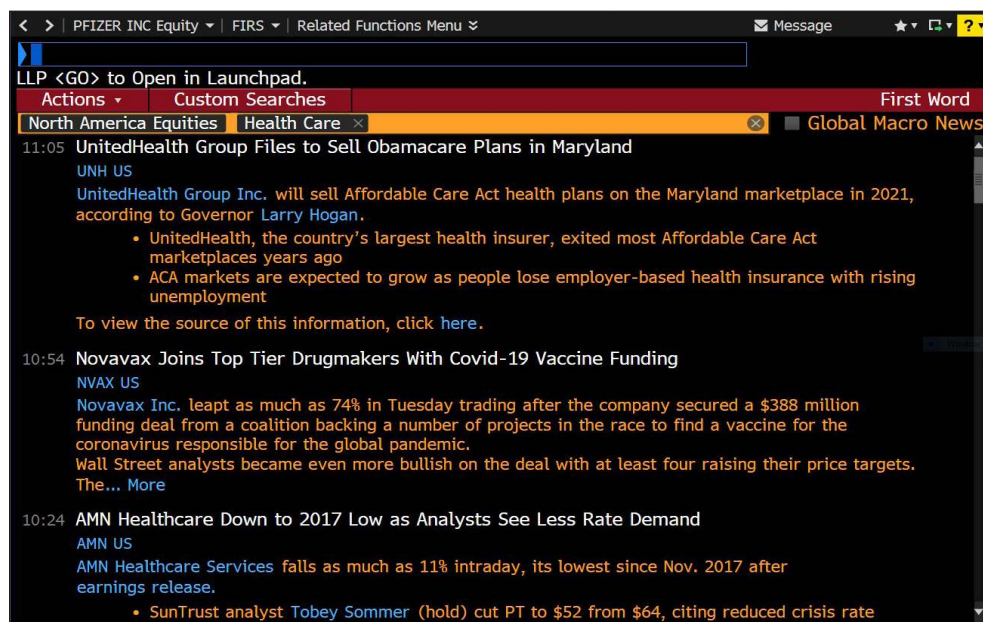 < > PFIZER INC Equity FIRS Related Functions Menu Message ?
LLP <GO> to Open in Launchpad.
Actions Custom Searches First Word
North America Equities Health Care × Global Macro News
11:05 UnitedHealth Group Files to Sell Obamacare Plans in Maryland
UNH US
UnitedHealth Group Inc. will sell Affordable Care Act health plans on the Maryland marketplace in 2021,
according to Governor Larry Hogan.
• UnitedHealth, the country's largest health insurer, exited most Affordable Care Act
marketplaces years ago
• ACA markets are expected to grow as people lose employer-based health insurance with rising
unemployment
To view the source of this information, click here.
10:54 Novavax Joins Top Tier Drugmakers With Covid-19 Vaccine Funding
NVAX US
Novavax Inc. leapt as much as 74% in Tuesday trading after the company secured a $388 million
funding deal from a coalition backing a number of projects in the race to find a vaccine for the
coronavirus responsible for the global pandemic.
Wall Street analysts became even more bullish on the deal with at least four raising their price targets.
The... More
10:24 AMN Healthcare Down to 2017 Low as Analysts See Less Rate Demand
AMN US
AMN Healthcare Services falls as much as 11% intraday, its lowest since Nov. 2017 after
earnings release.
• SunTrust analyst Tobey Sommer (hold) cut PT to $52 from $64, citing reduced crisis rate